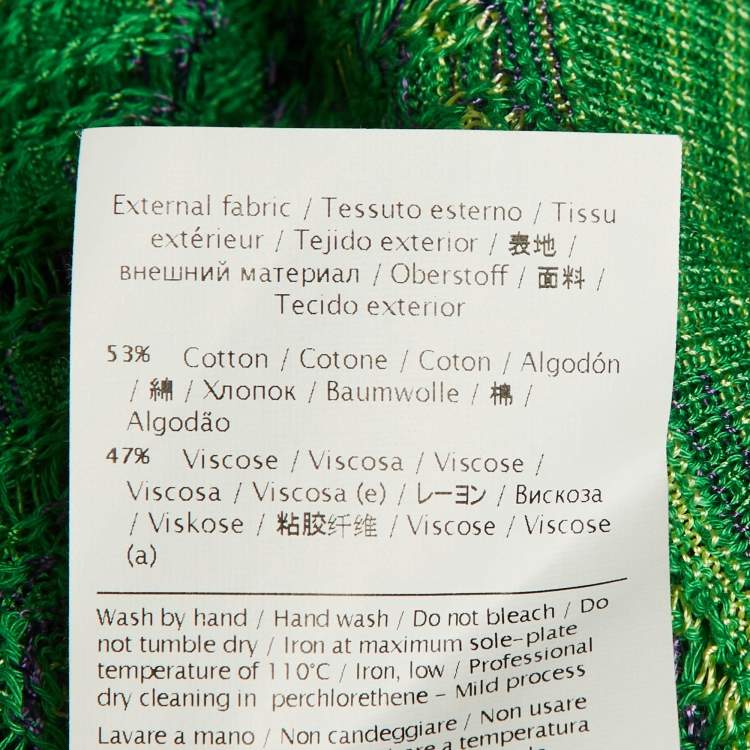 External fabric / Tessuto esterno / Tissu
extérieur / Tejido exterior / 表地 /
внешний материал / Oberstoff / 面料 /
Tecido exterior
53% Cotton / Cotone / Coton / Algodón
/ 綿 / Хлопок / Baumwolle / 棉 /
Algodão
47% Viscose / Viscosa / Viscose /
Viscosa / Viscosa (e) / レーヨン / Вискоза
/ Viskose / 粘胶纤维 / Viscose / Viscose
(a)
Wash by hand / Hand wash / Do not bleach / Do
not tumble dry / Iron at maximum sole-plate
temperature of 110°C / Iron, low / Professional
dry cleaning in perchlorethene - Mild process
Lavare a mano / Non candeggiare / Non usare
a temperatura